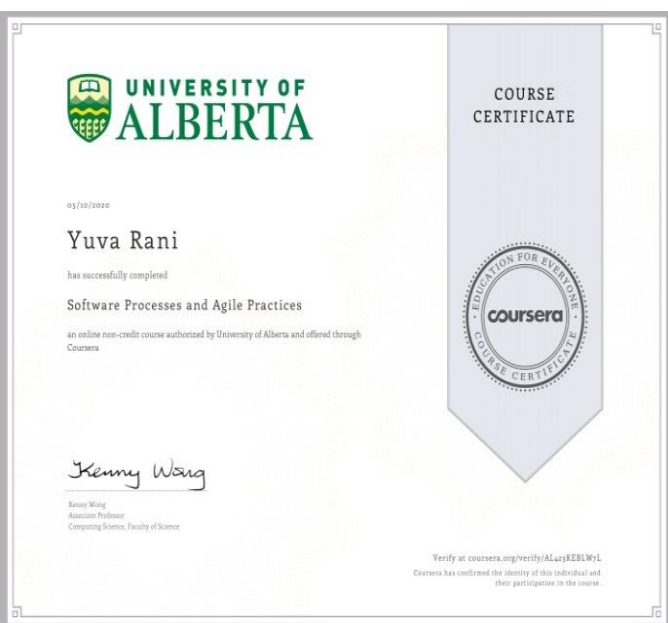 UNIVERSITY OF
ALBERTA
05/10/2020
Yuva Rani
has successfully completed
Software Processes and Agile Practices
an online non-credit course authorized by University of Alberta and offered through
Coursera
Kenny Wong
Kenny Wong
Associate Professor
Computing Science, Faculty of Science
COURSE
CERTIFICATE
EDUCATION FOR EVERYONE
coursera
COURSE CERTIFICATE
Verify at coursera.org/verify/AL423KEBLW7L
Coursera has confirmed the identity of this individual and
their participation in the course.